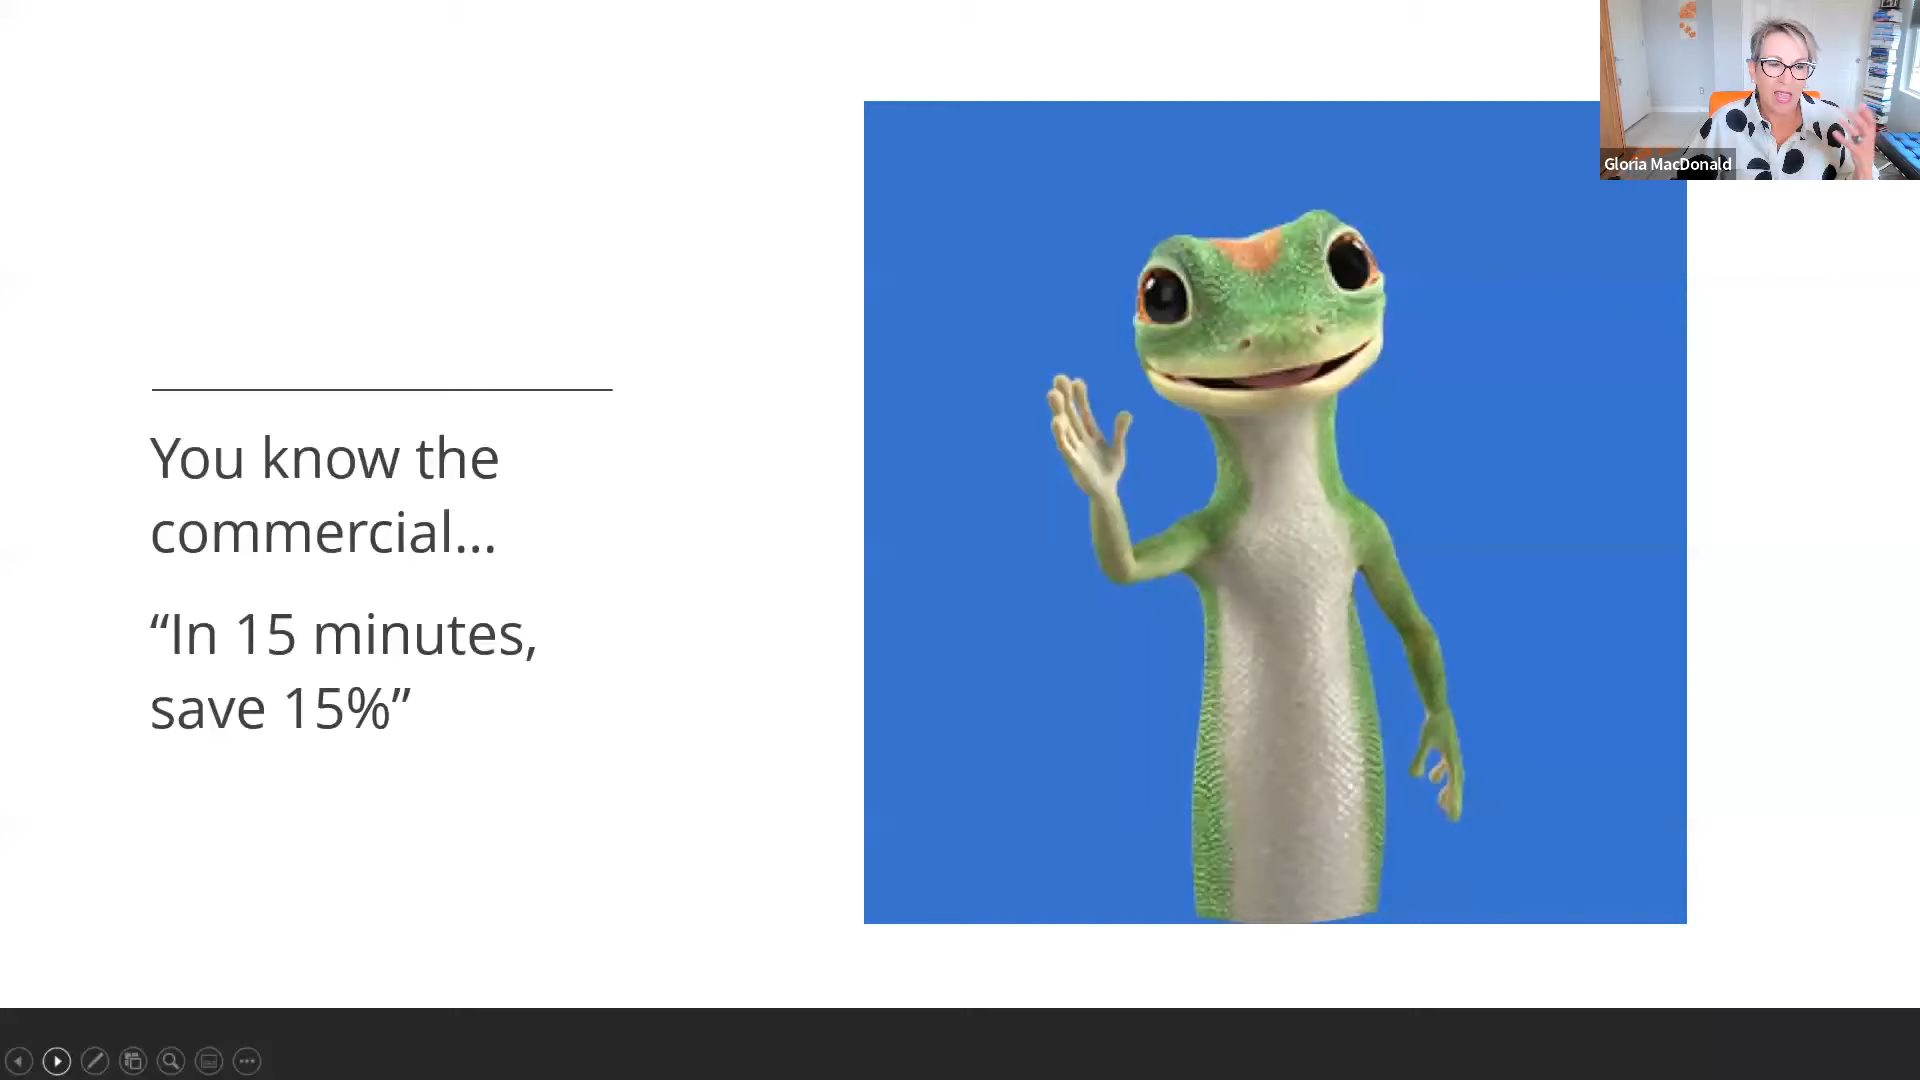 Gloria MacDonald
You know the
commercial...
“In 15 minutes,
save 15%”